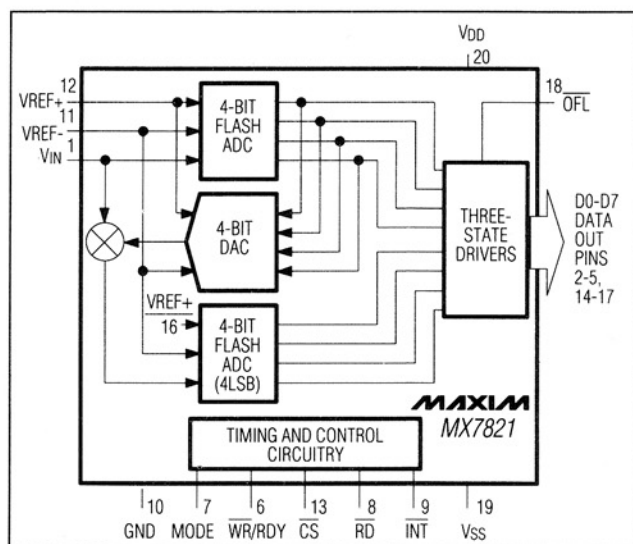 VDD
20
12
VREF+
11
VREF-
VIN 1
18
OFL
4-BIT
FLASH
ADC
4-BIT
DAC
THREE-
STATE
DRIVERS
D0-D7
DATA
OUT
PINS
2-5,
14-17
VREF+
16
4-BIT
FLASH
ADC
(4LSB)
MAXIM
MX7821
TIMING AND CONTROL
CIRCUITRY
10 7 6 13 8 9 19
GND MODE WR/RDY CS RD INT VSS